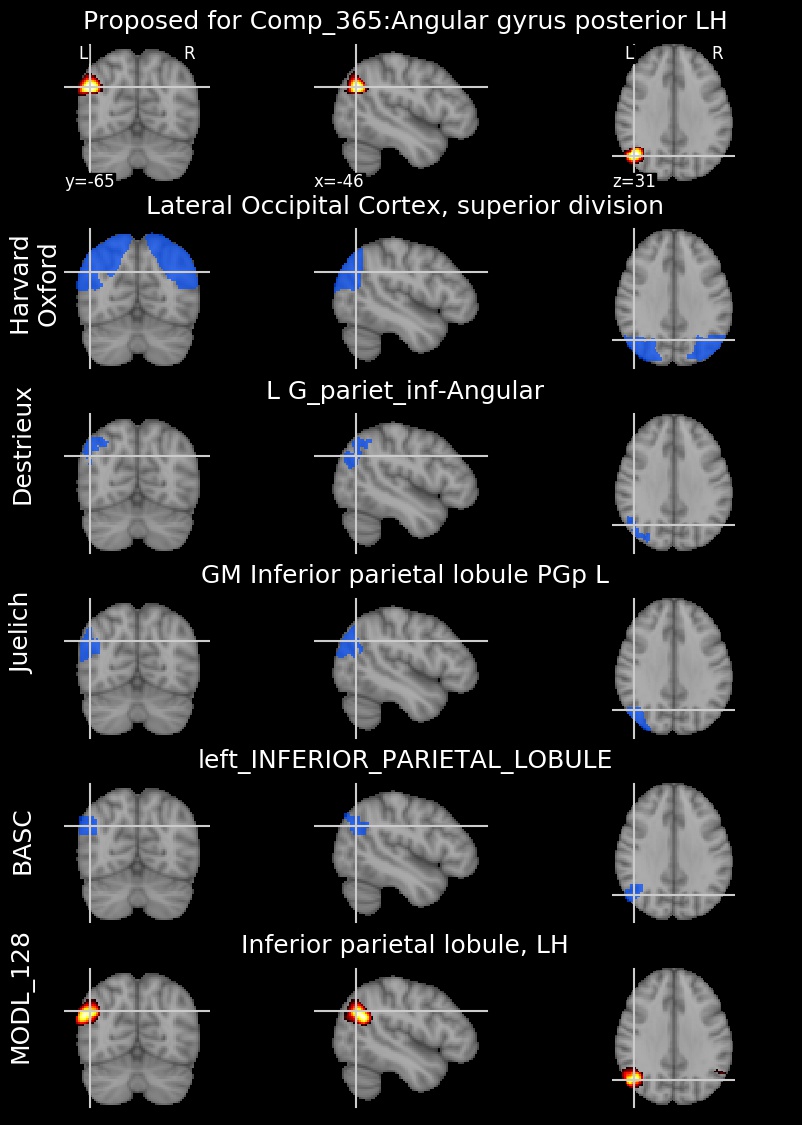 Proposed for Comp_365:Angular gyrus posterior LH
L R
L R
y=-65 x=-46 z=31
Lateral Occipital Cortex, superior division
Harvard
Oxford
L G_pariet_inf-Angular
Destrieux
GM Inferior parietal lobule PGp L
Juelich
left_INFERIOR_PARIETAL_LOBULE
BASC
Inferior parietal lobule, LH
MODL_128